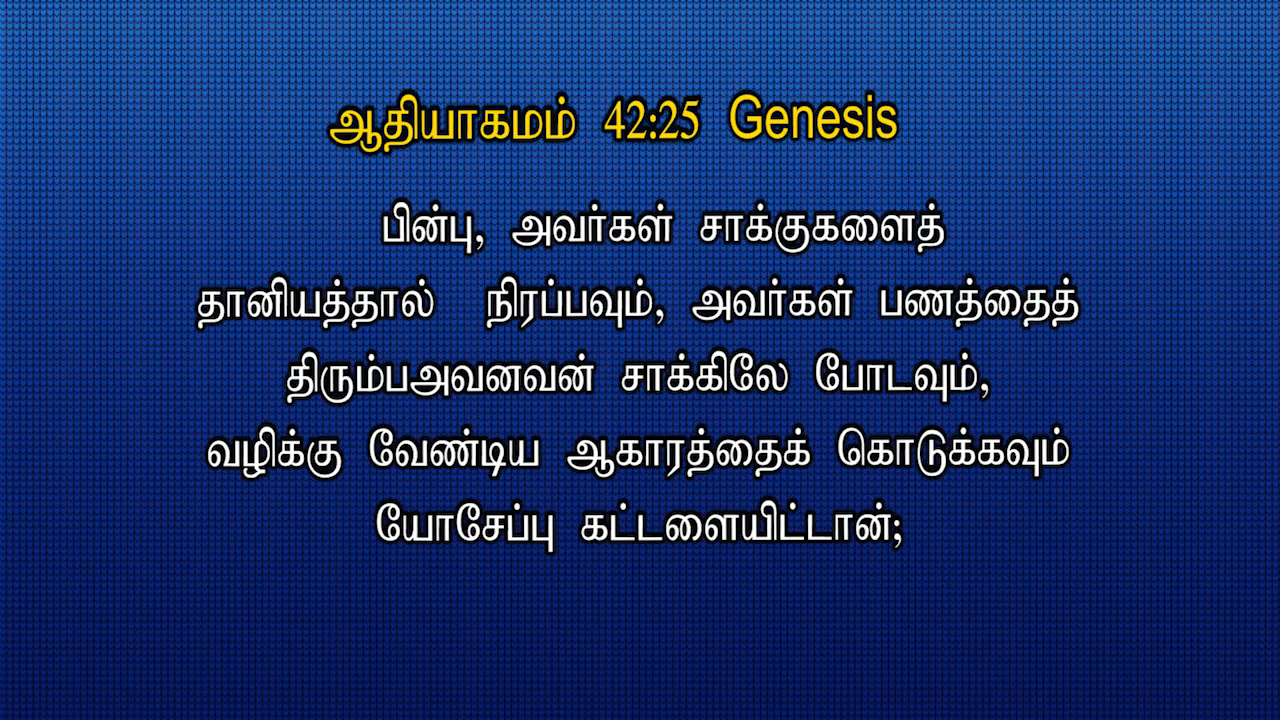 ஆதியாகமம் 42:25 Genesis
பின்பு, அவர்கள் சாக்குகளைத்
தானியத்தால் நிரப்பவும், அவர்கள் பணத்தைத்
திரும்பஅவனவன் சாக்கிலே போடவும்,
வழிக்கு வேண்டிய ஆகாரத்தைக் கொடுக்கவும்
யோசேப்பு கட்டளையிட்டான்;